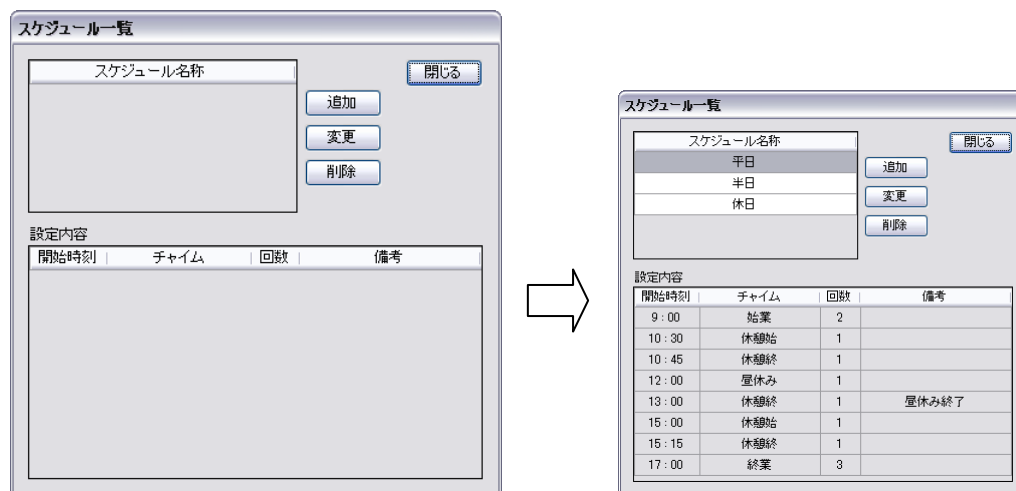 スケジュール一覧
スケジュール名称
閉じる
追加
変更
削除
設定内容
開始時刻 チャイム 回数 備考
スケジュール一覧
スケジュール名称
閉じる
平日
半日
休日
追加
変更
削除
設定内容
開始時刻 チャイム 回数 備考
9:00 始業 2
10:30 休憩始 1
10:45 休憩終 1
12:00 昼休み 1
13:00 休憩終 1 昼休み終了
15:00 休憩始 1
15:15 休憩終 1
17:00 終業 3